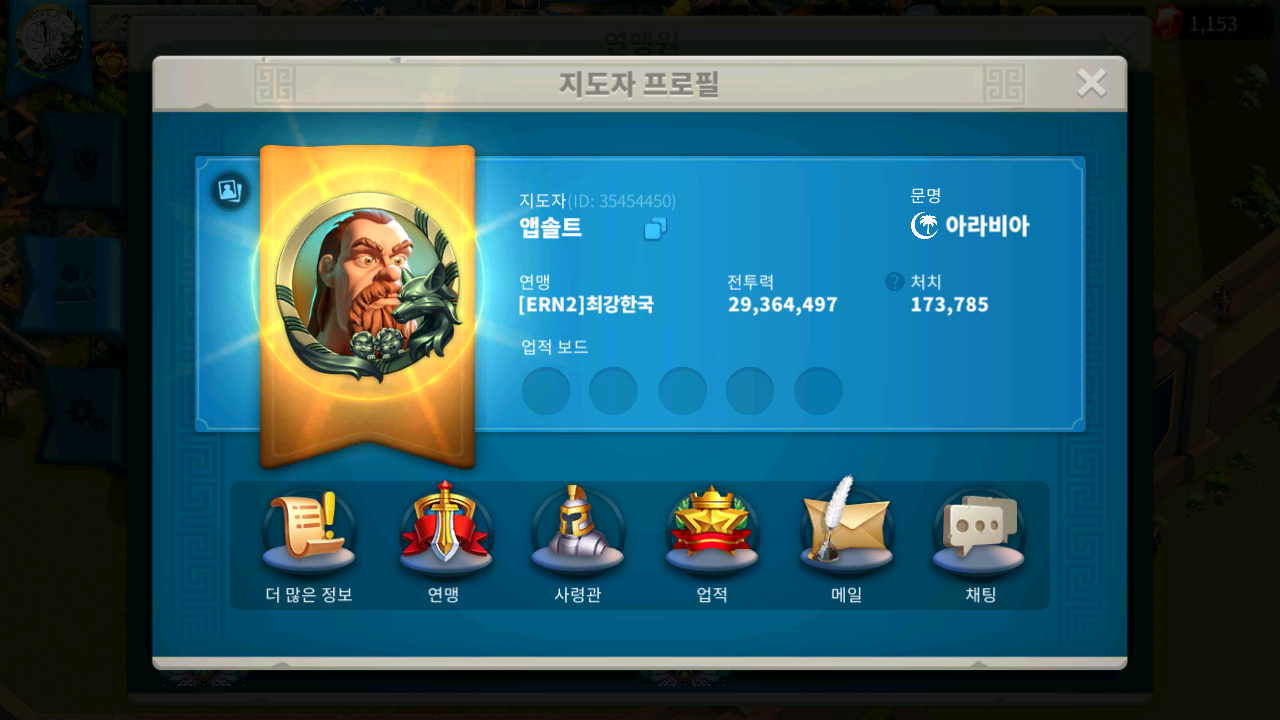 연맹원
1,153
지도자 프로필
지도자(ID: 35454450)
앱솔트
문명
아라비아
연맹
[ERN2]최강한국
전투력
29,364,497
? 처치
173,785
업적 보드
더 많은 정보
연맹
사령관
업적
메일
채팅